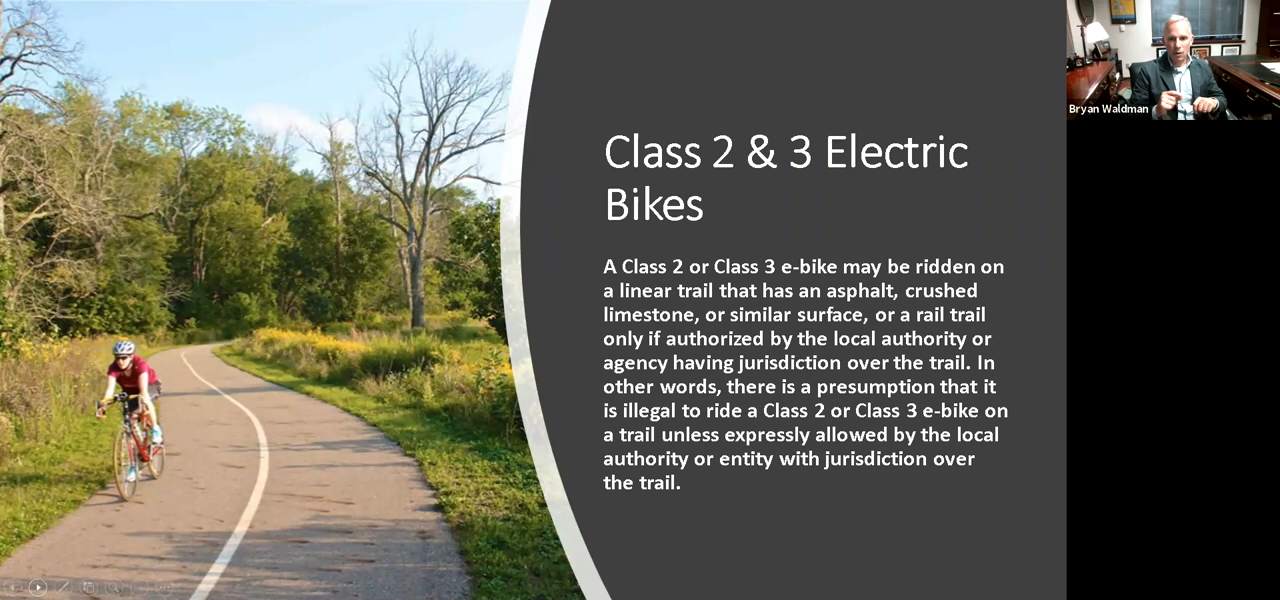 Class 2 & 3 Electric
Bikes
A Class 2 or Class 3 e-bike may be ridden on
a linear trail that has an asphalt, crushed
limestone, or similar surface, or a rail trail
only if authorized by the local authority or
agency having jurisdiction over the trail. In
other words, there is a presumption that it
is illegal to ride a Class 2 or Class 3 e-bike on
a trail unless expressly allowed by the local
authority or entity with jurisdiction over
the trail.
Bryan Waldman